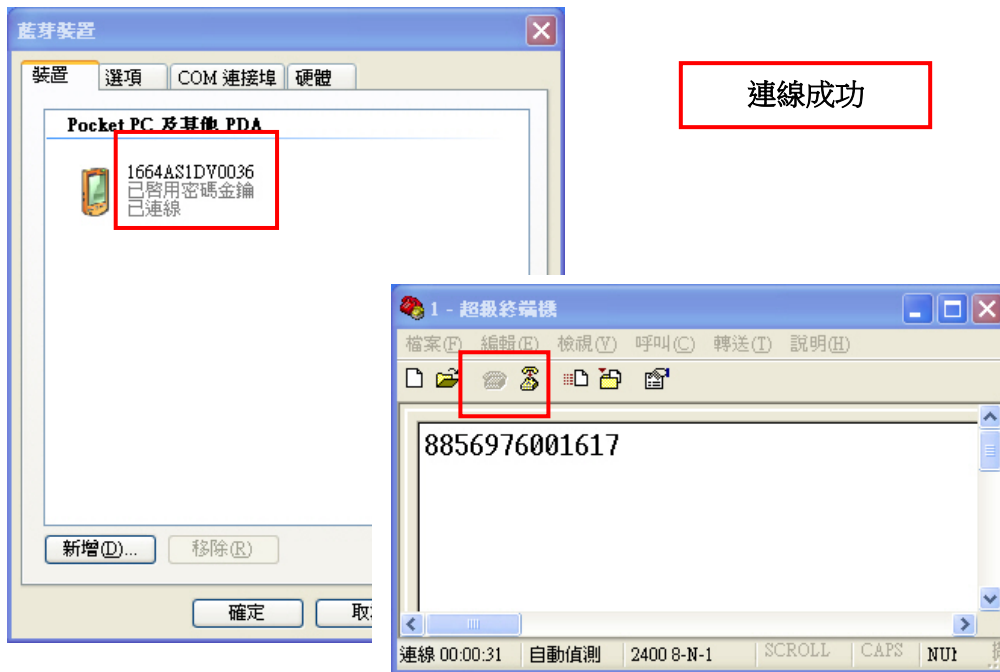 藍芽裝置
裝置 選項 COM 連接埠 硬體
Pocket PC 及其他 PDA
1664AS1DV0036
已啓用密碼金鑰
已連線
新增(D)... 移除(R)
確定
連線成功
1 - 超級終端機
檔案(F) 編輯(E) 檢視(V) 呼叫(C) 轉送(T) 說明(H)
8856976001617
連線 00:00:31 自動偵測 2400 8-N-1 SCROLL CAPS